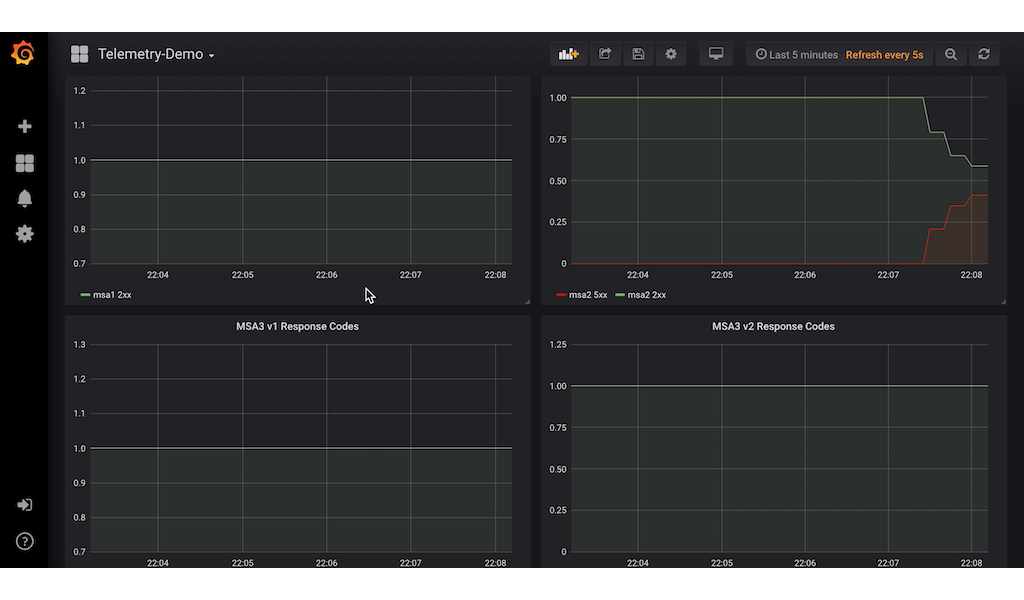 Telemetry-Demo
Last 5 minutes Refresh every 5s
1.2
1.1
1.0
0.9
0.8
0.7
22:04 22:05 22:06 22:07 22:08
msa1 2xx
1.00
0.75
0.50
0.25
0
22:04 22:05 22:06 22:07 22:08
msa2 5xx msa2 2xx
MSA3 v1 Response Codes
1.3
1.2
1.1
1.0
0.9
0.8
0.7
22:04 22:05 22:06 22:07 22:08
MSA3 v2 Response Codes
1.25
1.00
0.75
0.50
0.25
0
22:04 22:05 22:06 22:07 22:08
?